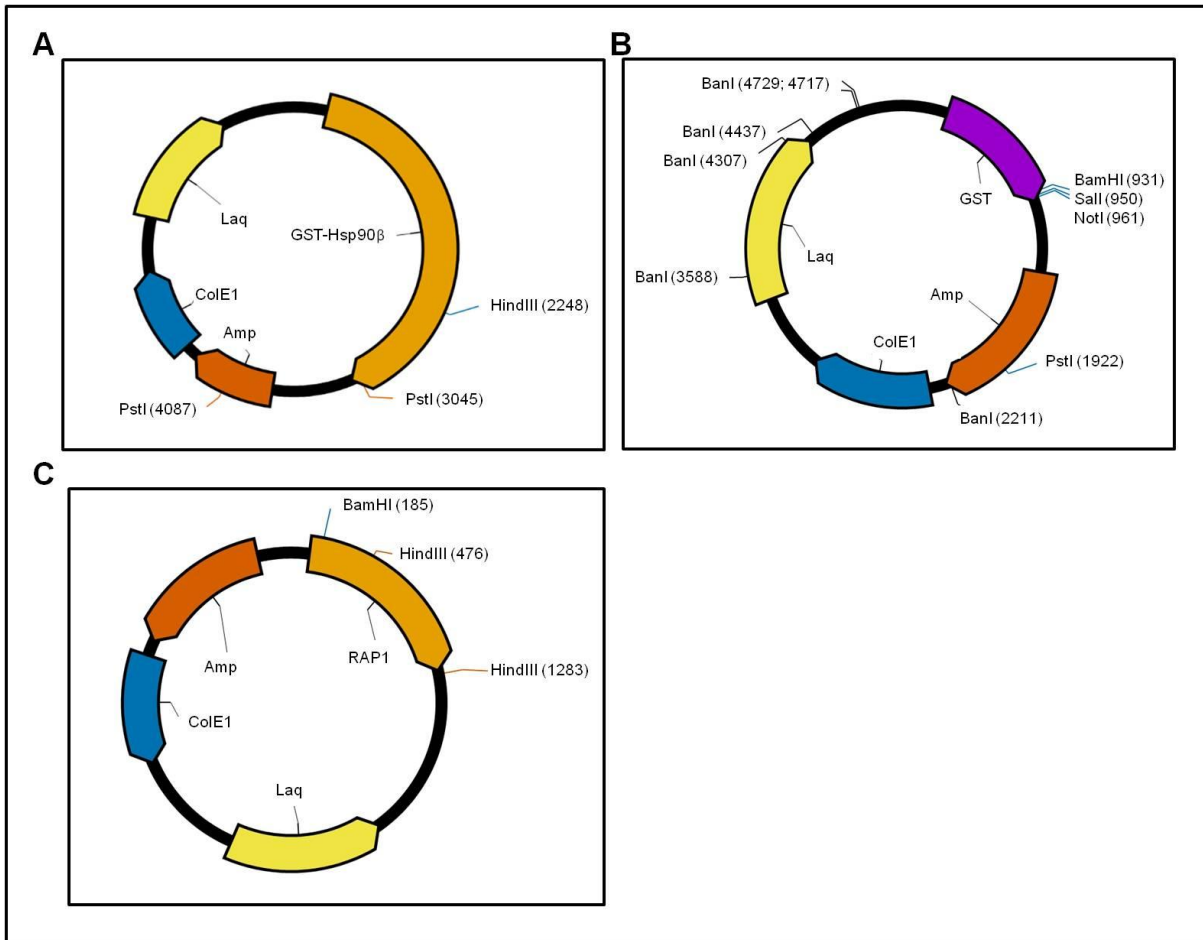 A
Laq
GST-Hsp90β
HindIII (2248)
ColE1
Amp
PstI (4087)
PstI (3045)
B
BanI (4729; 4717)
BanI (4437)
BanI (4307)
GST
BamHI (931)
SalI (950)
NotI (961)
Laq
BanI (3588)
Amp
ColE1
PstI (1922)
BanI (2211)
C
BamHI (185)
HindIII (476)
Amp
RAP1
HindIII (1283)
ColE1
Laq